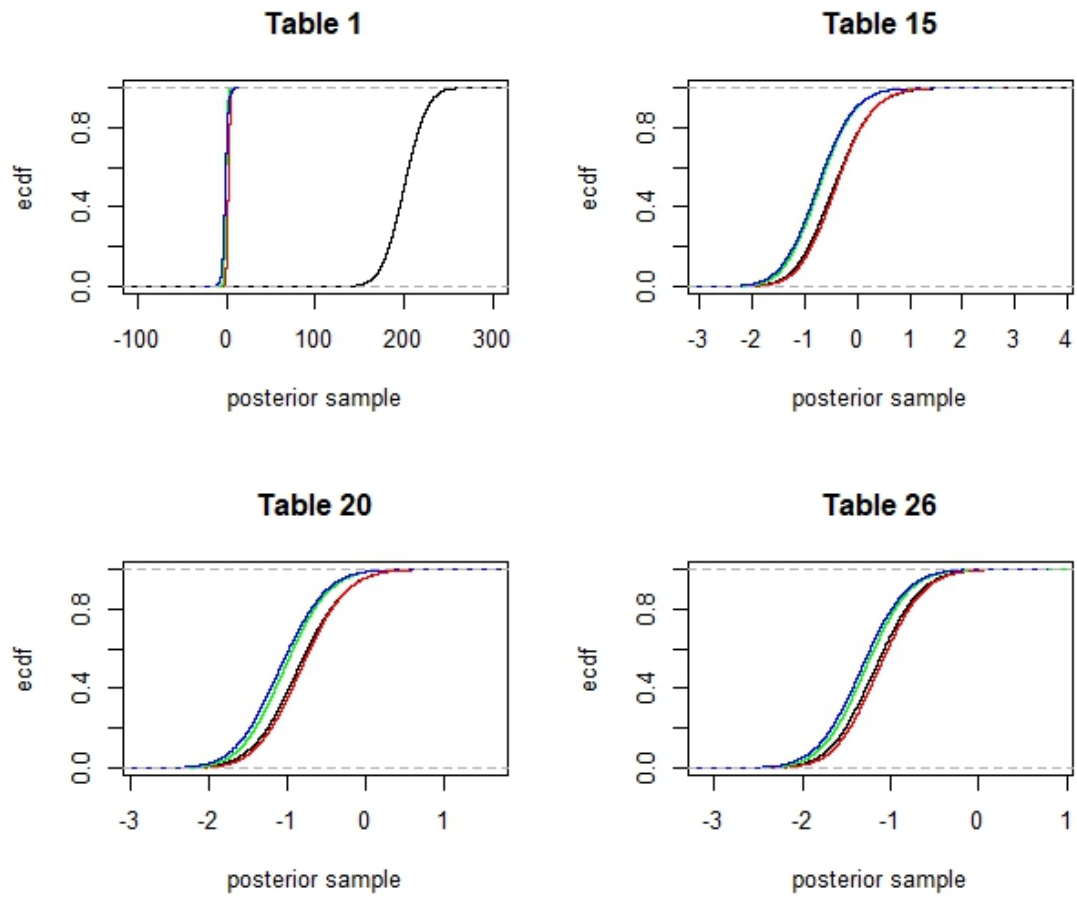 Table 1
ecdf
0.0 0.4 0.8
-100 0 100 200 300
posterior sample
Table 15
ecdf
0.0 0.4 0.8
-3 -2 -1 0 1 2 3 4
posterior sample
Table 20
ecdf
0.0 0.4 0.8
-3 -2 -1 0 1
posterior sample
Table 26
ecdf
0.0 0.4 0.8
-3 -2 -1 0 1
posterior sample